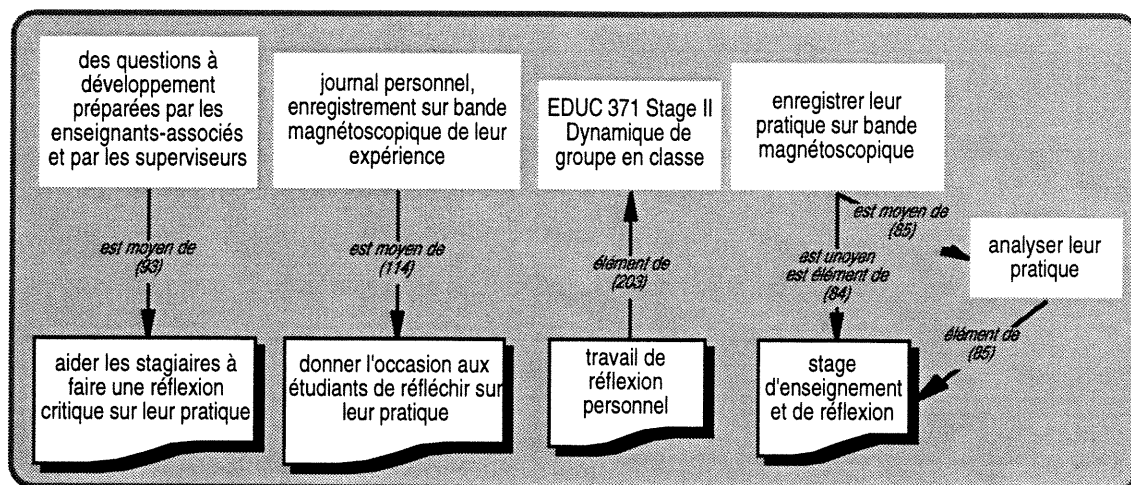 des questions à
développement
préparées par les
enseignants-associés
et par les superviseurs
journal personnel,
enregistrement sur bande
magnétoscopique de leur
expérience
EDUC 371 Stage II
Dynamique de
groupe en classe
enregistrer leur
pratique sur bande
magnétoscopique
est moyen de
(93)
est moyen de
(114)
élément de
(203)
est moyen de
(85)
est unoyen
est élément de
(84)
analyser leur
pratique
élément de
(85)
aider les stagiaires à
faire une réflexion
critique sur leur pratique
donner l'occasion aux
étudiants de réfléchir sur
leur pratique
travail de
réflexion
personnel
stage
d'enseignement
et de réflexion